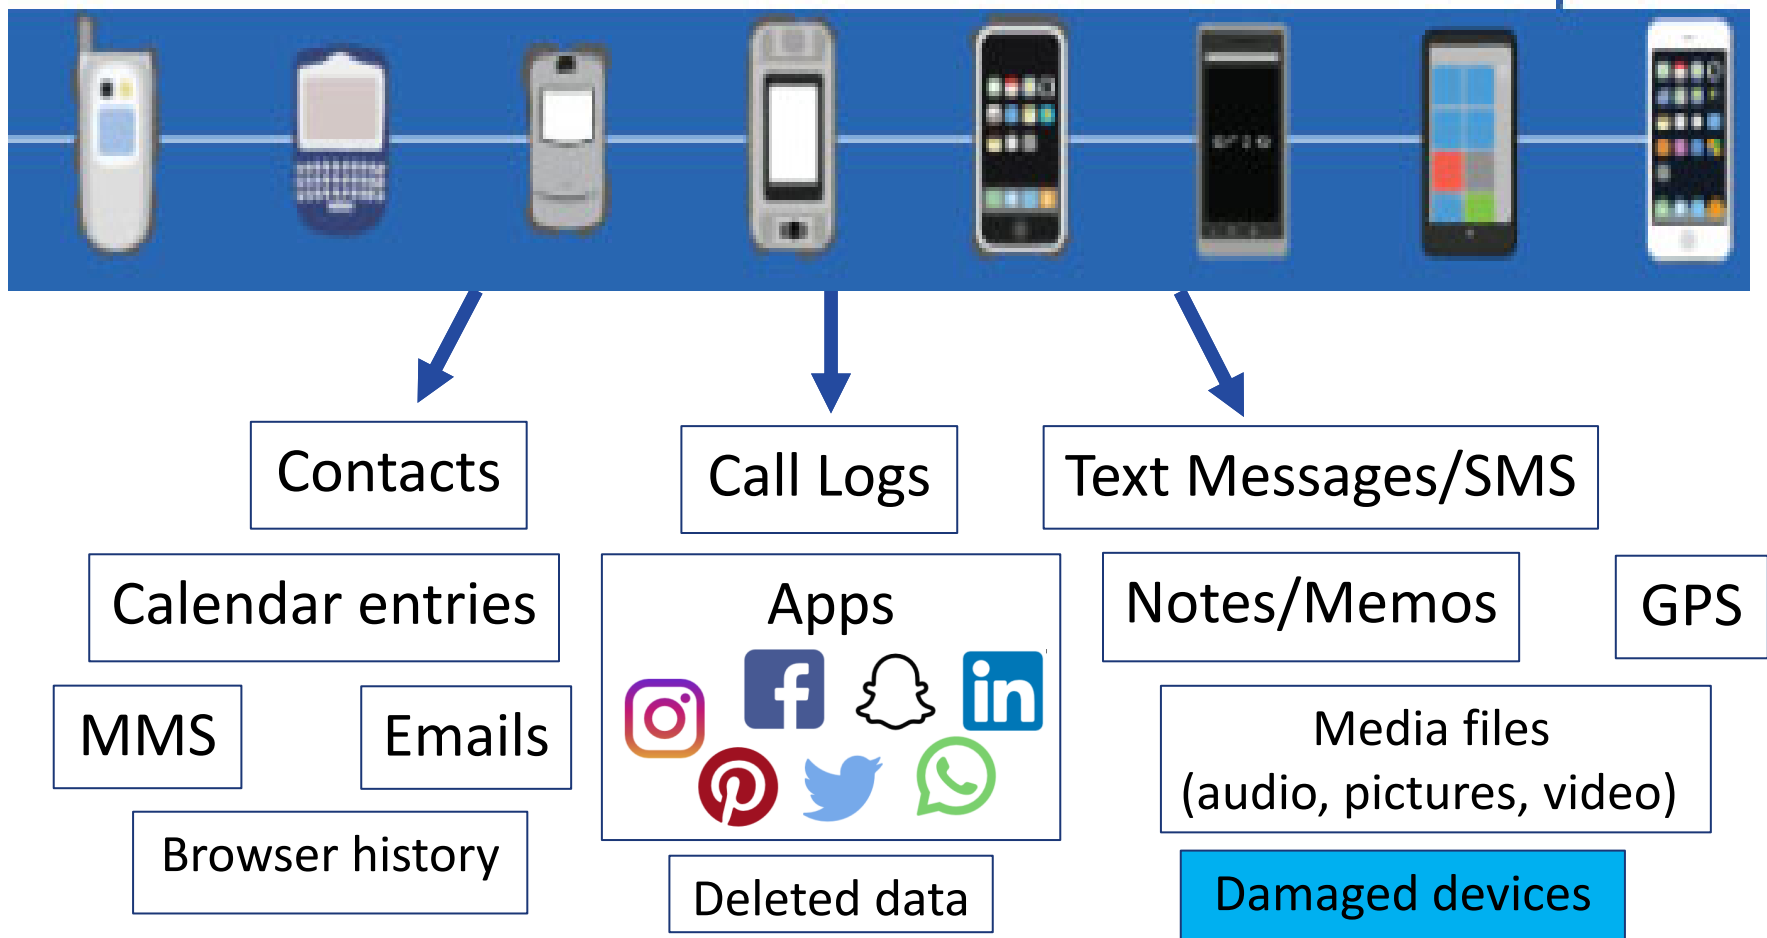 Contacts
Call Logs
Text Messages/SMS
Calendar entries
Apps
Notes/Memos
GPS
in
MMS
Emails
Media files
(audio, pictures, video)
Browser history
Deleted data
Damaged devices